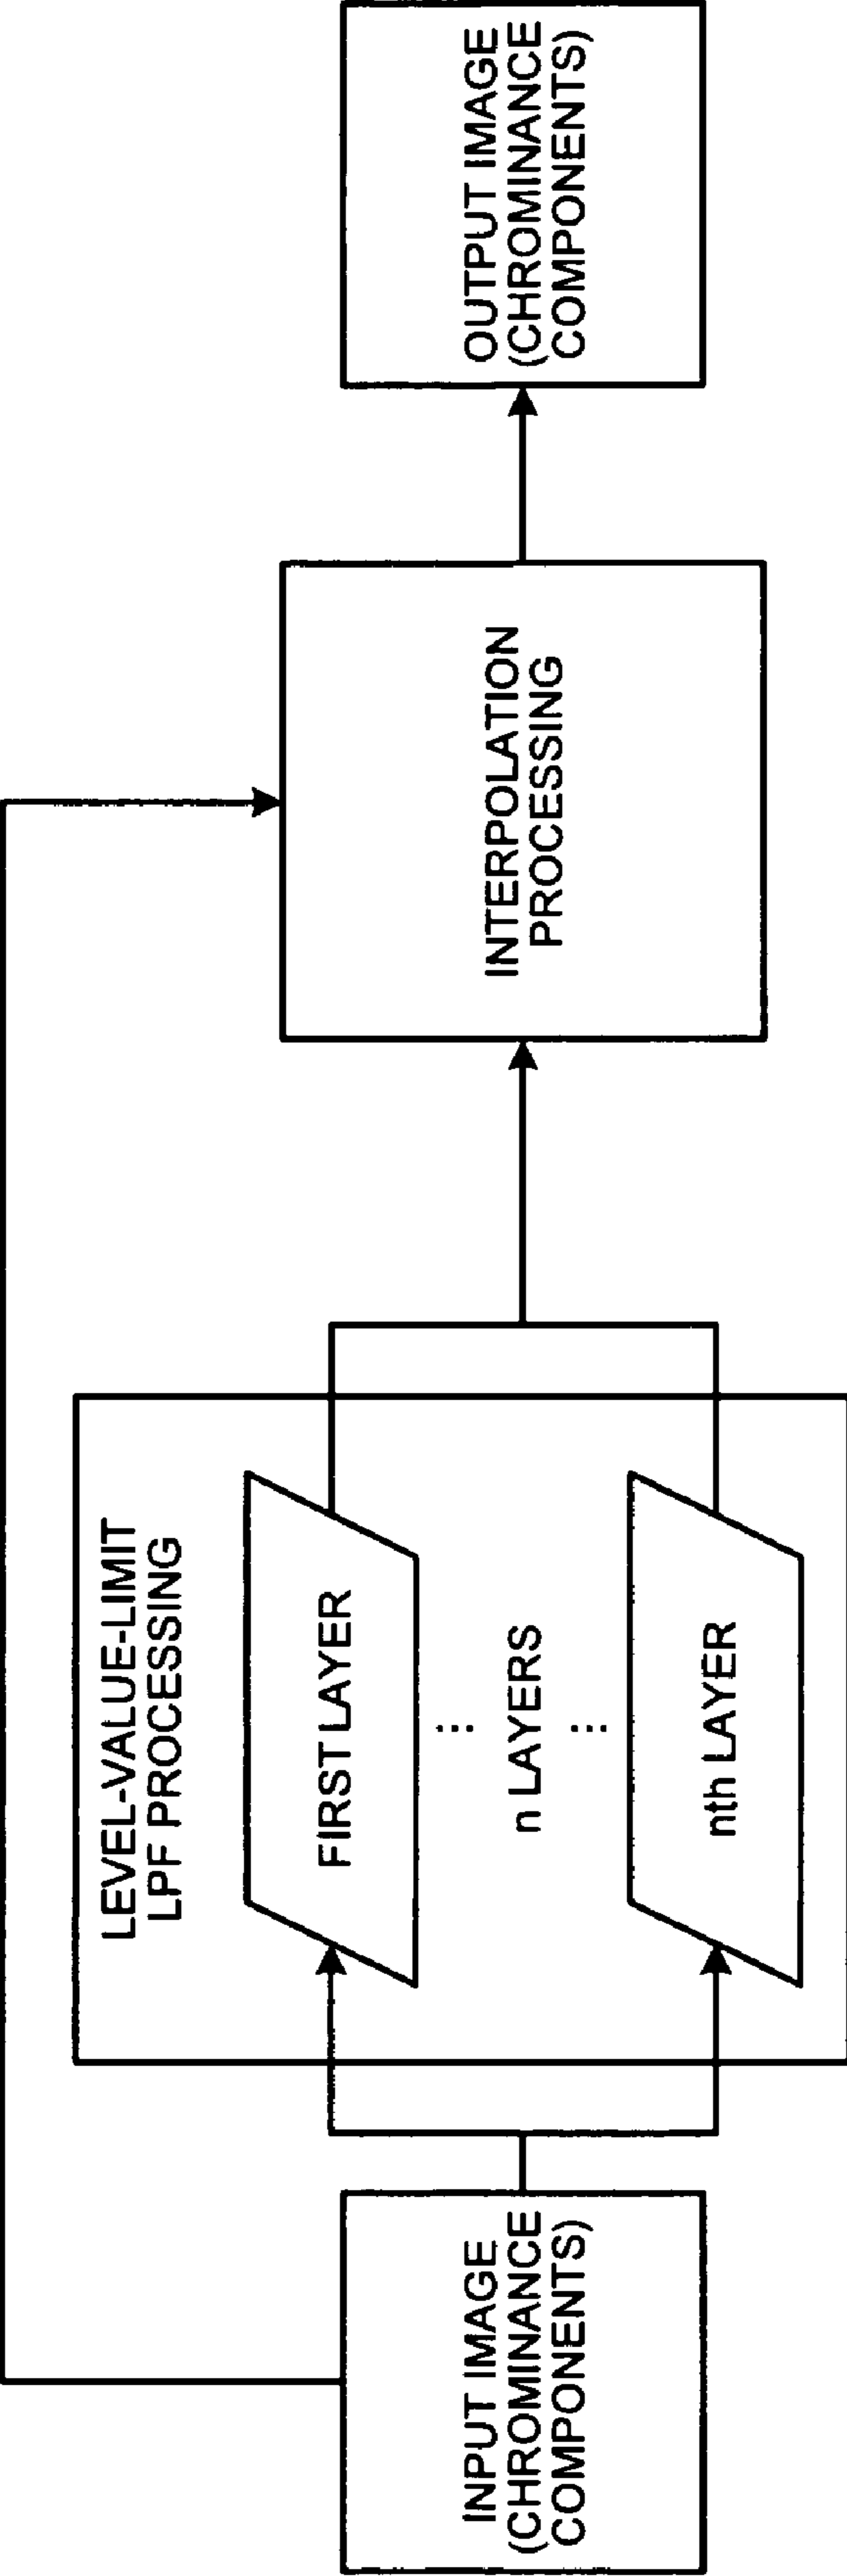 INPUT IMAGE
(CHROMINANCE
COMPONENTS)
LEVEL-VALUE-LIMIT
LPF PROCESSING
FIRST LAYER
⋮
n LAYERS
⋮
nth LAYER
INTERPOLATION
PROCESSING
OUTPUT IMAGE
(CHROMINANCE
COMPONENTS)